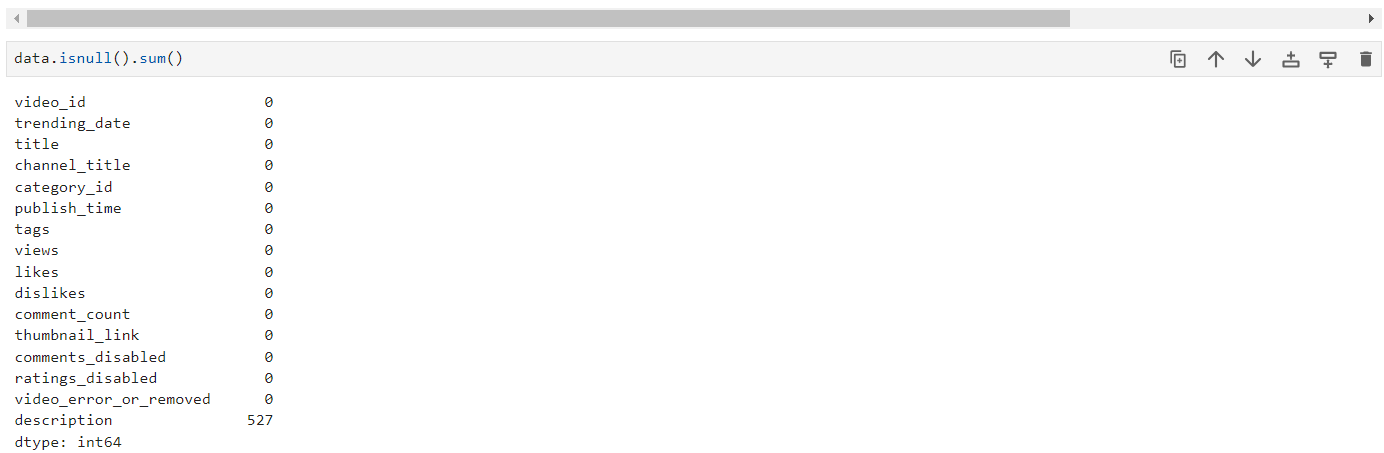 data.isnull().sum()
video_id 0
trending_date 0
title 0
channel_title 0
category_id 0
publish_time 0
tags 0
views 0
likes 0
dislikes 0
comment_count 0
thumbnail_link 0
comments_disabled 0
ratings_disabled 0
video_error_or_removed 0
description 527
dtype: int64